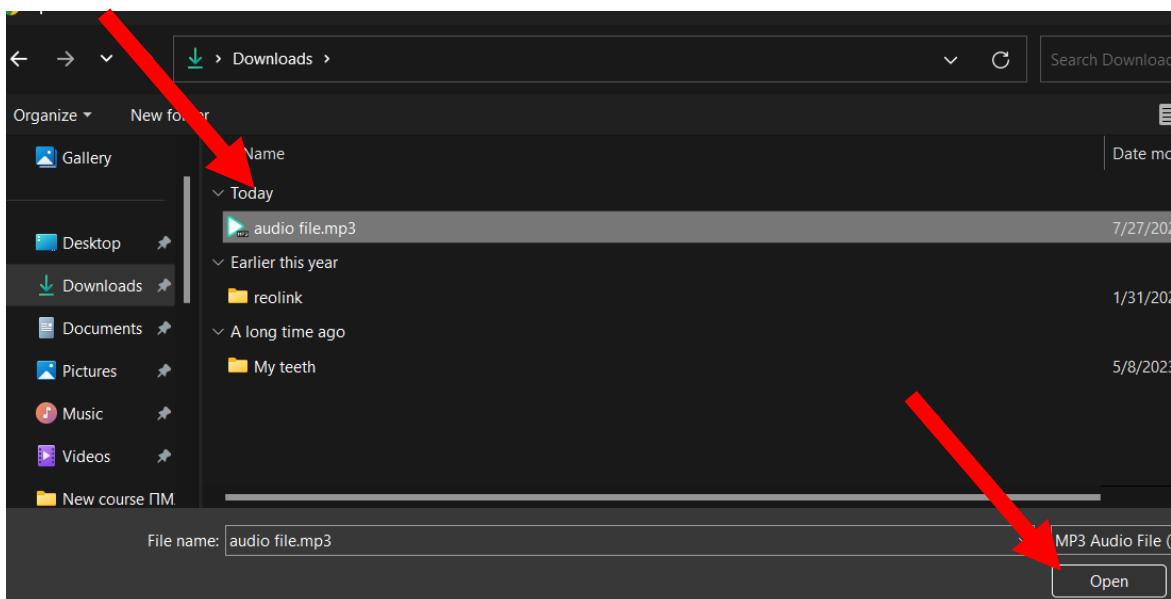 Downloads
Search Downloac
Organize
New fo er
Gallery
Name
Date mo
Today
audio file.mp3
7/27/202
Desktop
Earlier this year
Downloads
reolink
1/31/202
Documents
A long time ago
Pictures
My teeth
5/8/2023
Music
Videos
New course ПМ
File name: audio file.mp3
MP3 Audio File (
Open